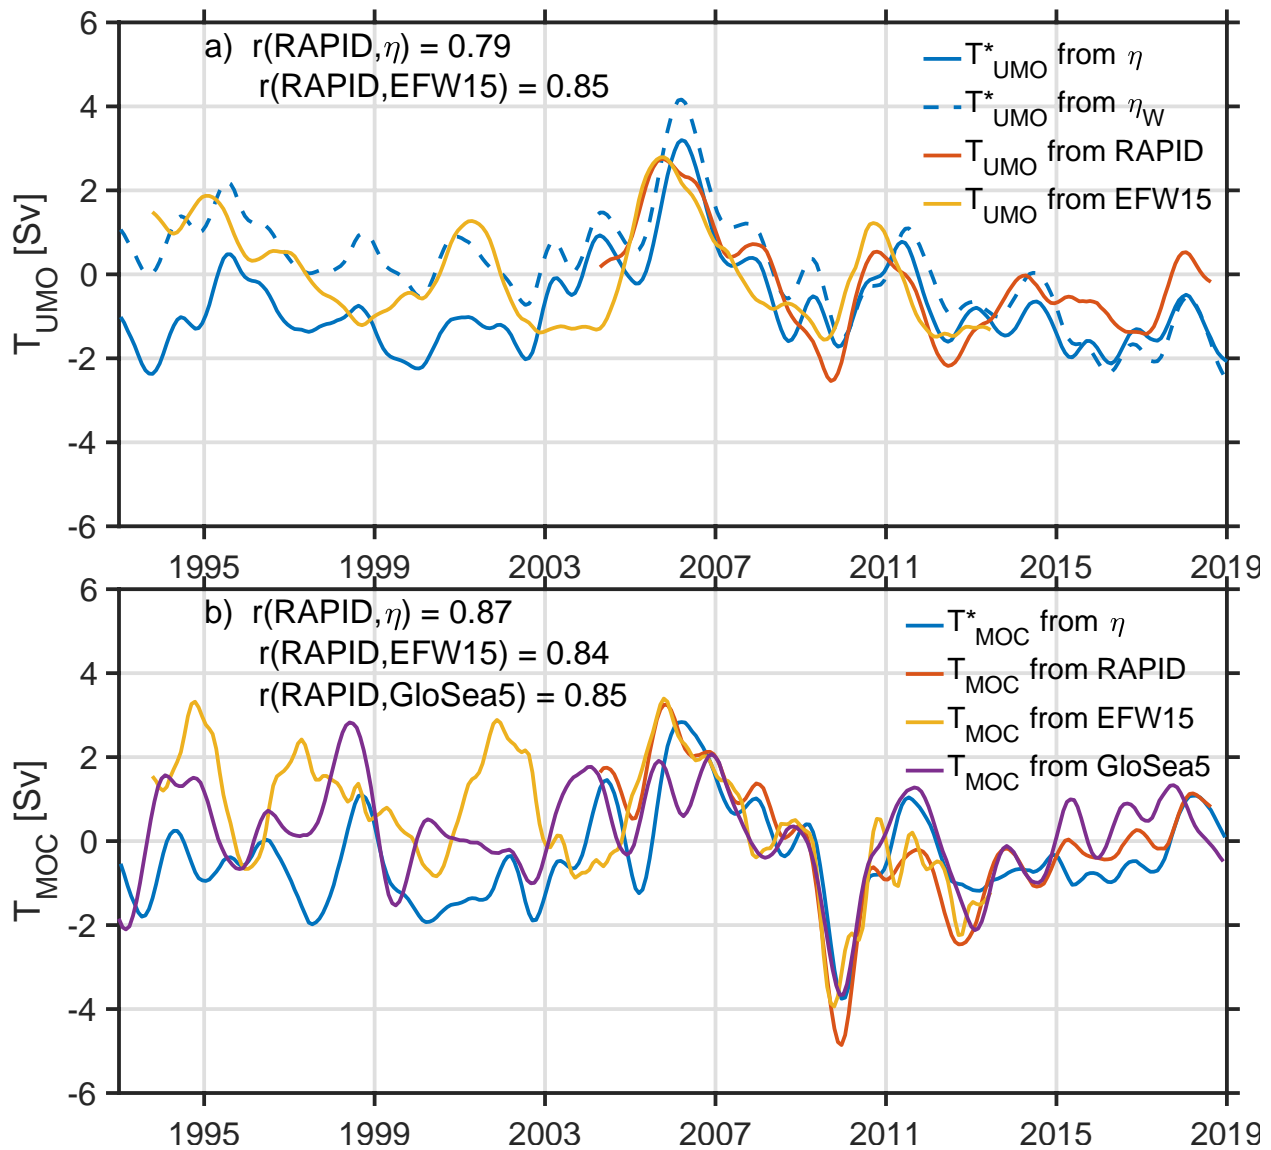 a) r(RAPID,η) = 0.79
r(RAPID,EFW15) = 0.85
T*UMO from η
T*UMO from ηW
TUMO from RAPID
TUMO from EFW15
TUMO [Sv]
6
4
2
0
-2
-4
-6
1995 1999 2003 2007 2011 2015 2019
b) r(RAPID,η) = 0.87
r(RAPID,EFW15) = 0.84
r(RAPID,GloSea5) = 0.85
T*MOC from η
TMOC from RAPID
TMOC from EFW15
TMOC from GloSea5
TMOC [Sv]
6
4
2
0
-2
-4
-6
1995 1999 2003 2007 2011 2015 2019